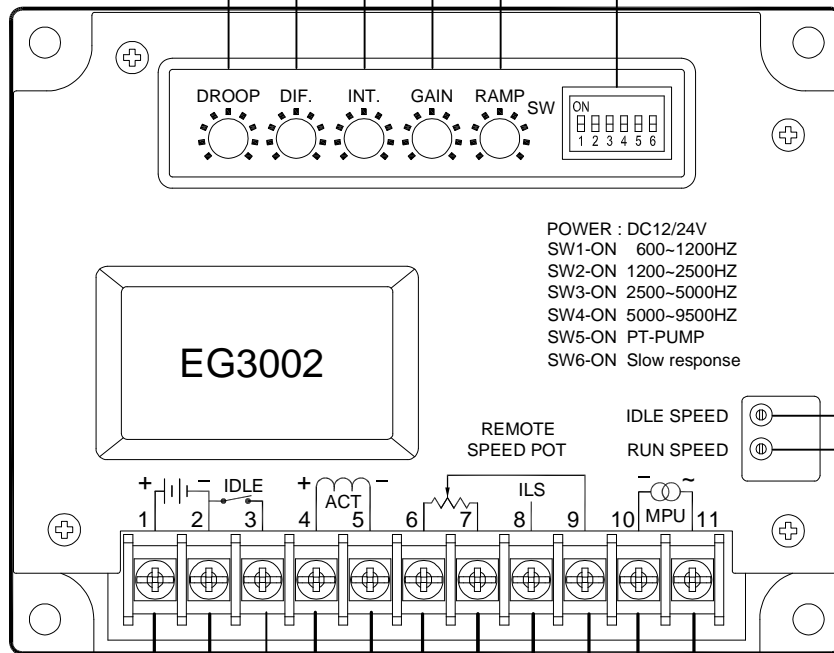 DROOP DIF. INT. GAIN RAMP SW
ON
1 2 3 4 5 6
POWER : DC12/24V
SW1-ON 600~1200HZ
SW2-ON 1200~2500HZ
SW3-ON 2500~5000HZ
SW4-ON 5000~9500HZ
SW5-ON PT-PUMP
SW6-ON Slow response
EG3002
IDLE SPEED
RUN SPEED
REMOTE
SPEED POT
+ − IDLE + − ILS − ~
ACT MPU
1 2 3 4 5 6 7 8 9 10 11